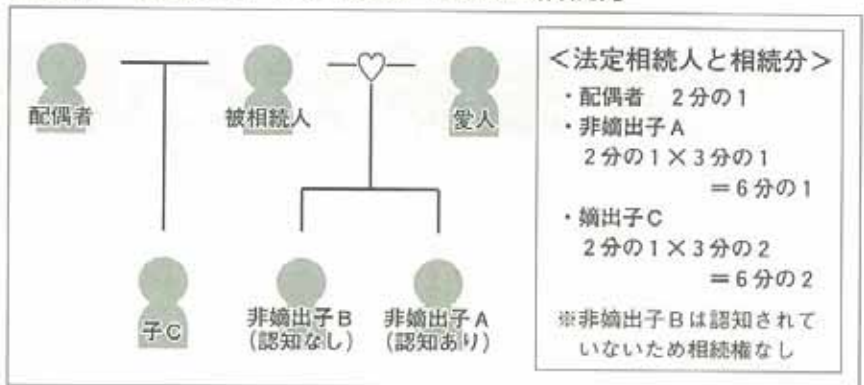 配偶者
被相続人
愛人
子C
非嫡出子B
(認知なし)
非嫡出子A
(認知あり)
<法定相続人と相続分>
・配偶者 2分の1
・非嫡出子A
2分の1×3分の1
=6分の1
・嫡出子C
2分の1×3分の2
=6分の2
※非嫡出子Bは認知されて
いないため相続権なし